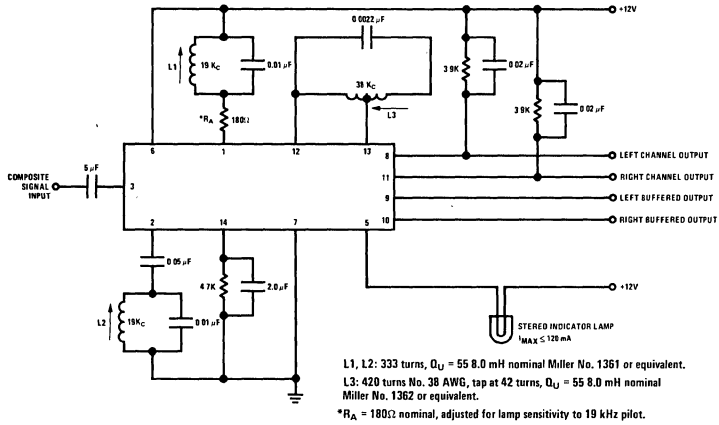 0.0022 µF
+12V
L1
19 KC
0.01 µF
38 KC
L3
3.9K
0.02 µF
3.9K
0.02 µF
*RA
180Ω
6
1
12
13
8
LEFT CHANNEL OUTPUT
5 µF
11
RIGHT CHANNEL OUTPUT
COMPOSITE
SIGNAL
INPUT
3
9
LEFT BUFFERED OUTPUT
2
14
7
5
10
RIGHT BUFFERED OUTPUT
0.05 µF
4.7K
2.0 µF
+12V
L2
19KC
0.01 µF
STEREO INDICATOR LAMP
IMAX ≤ 120 mA
L1, L2: 333 turns, QU = 55 8.0 mH nominal Miller No. 1361 or equivalent.
L3: 420 turns No. 38 AWG, tap at 42 turns, QU = 55 8.0 mH nominal
Miller No. 1362 or equivalent.
*RA = 180Ω nominal, adjusted for lamp sensitivity to 19 kHz pilot.